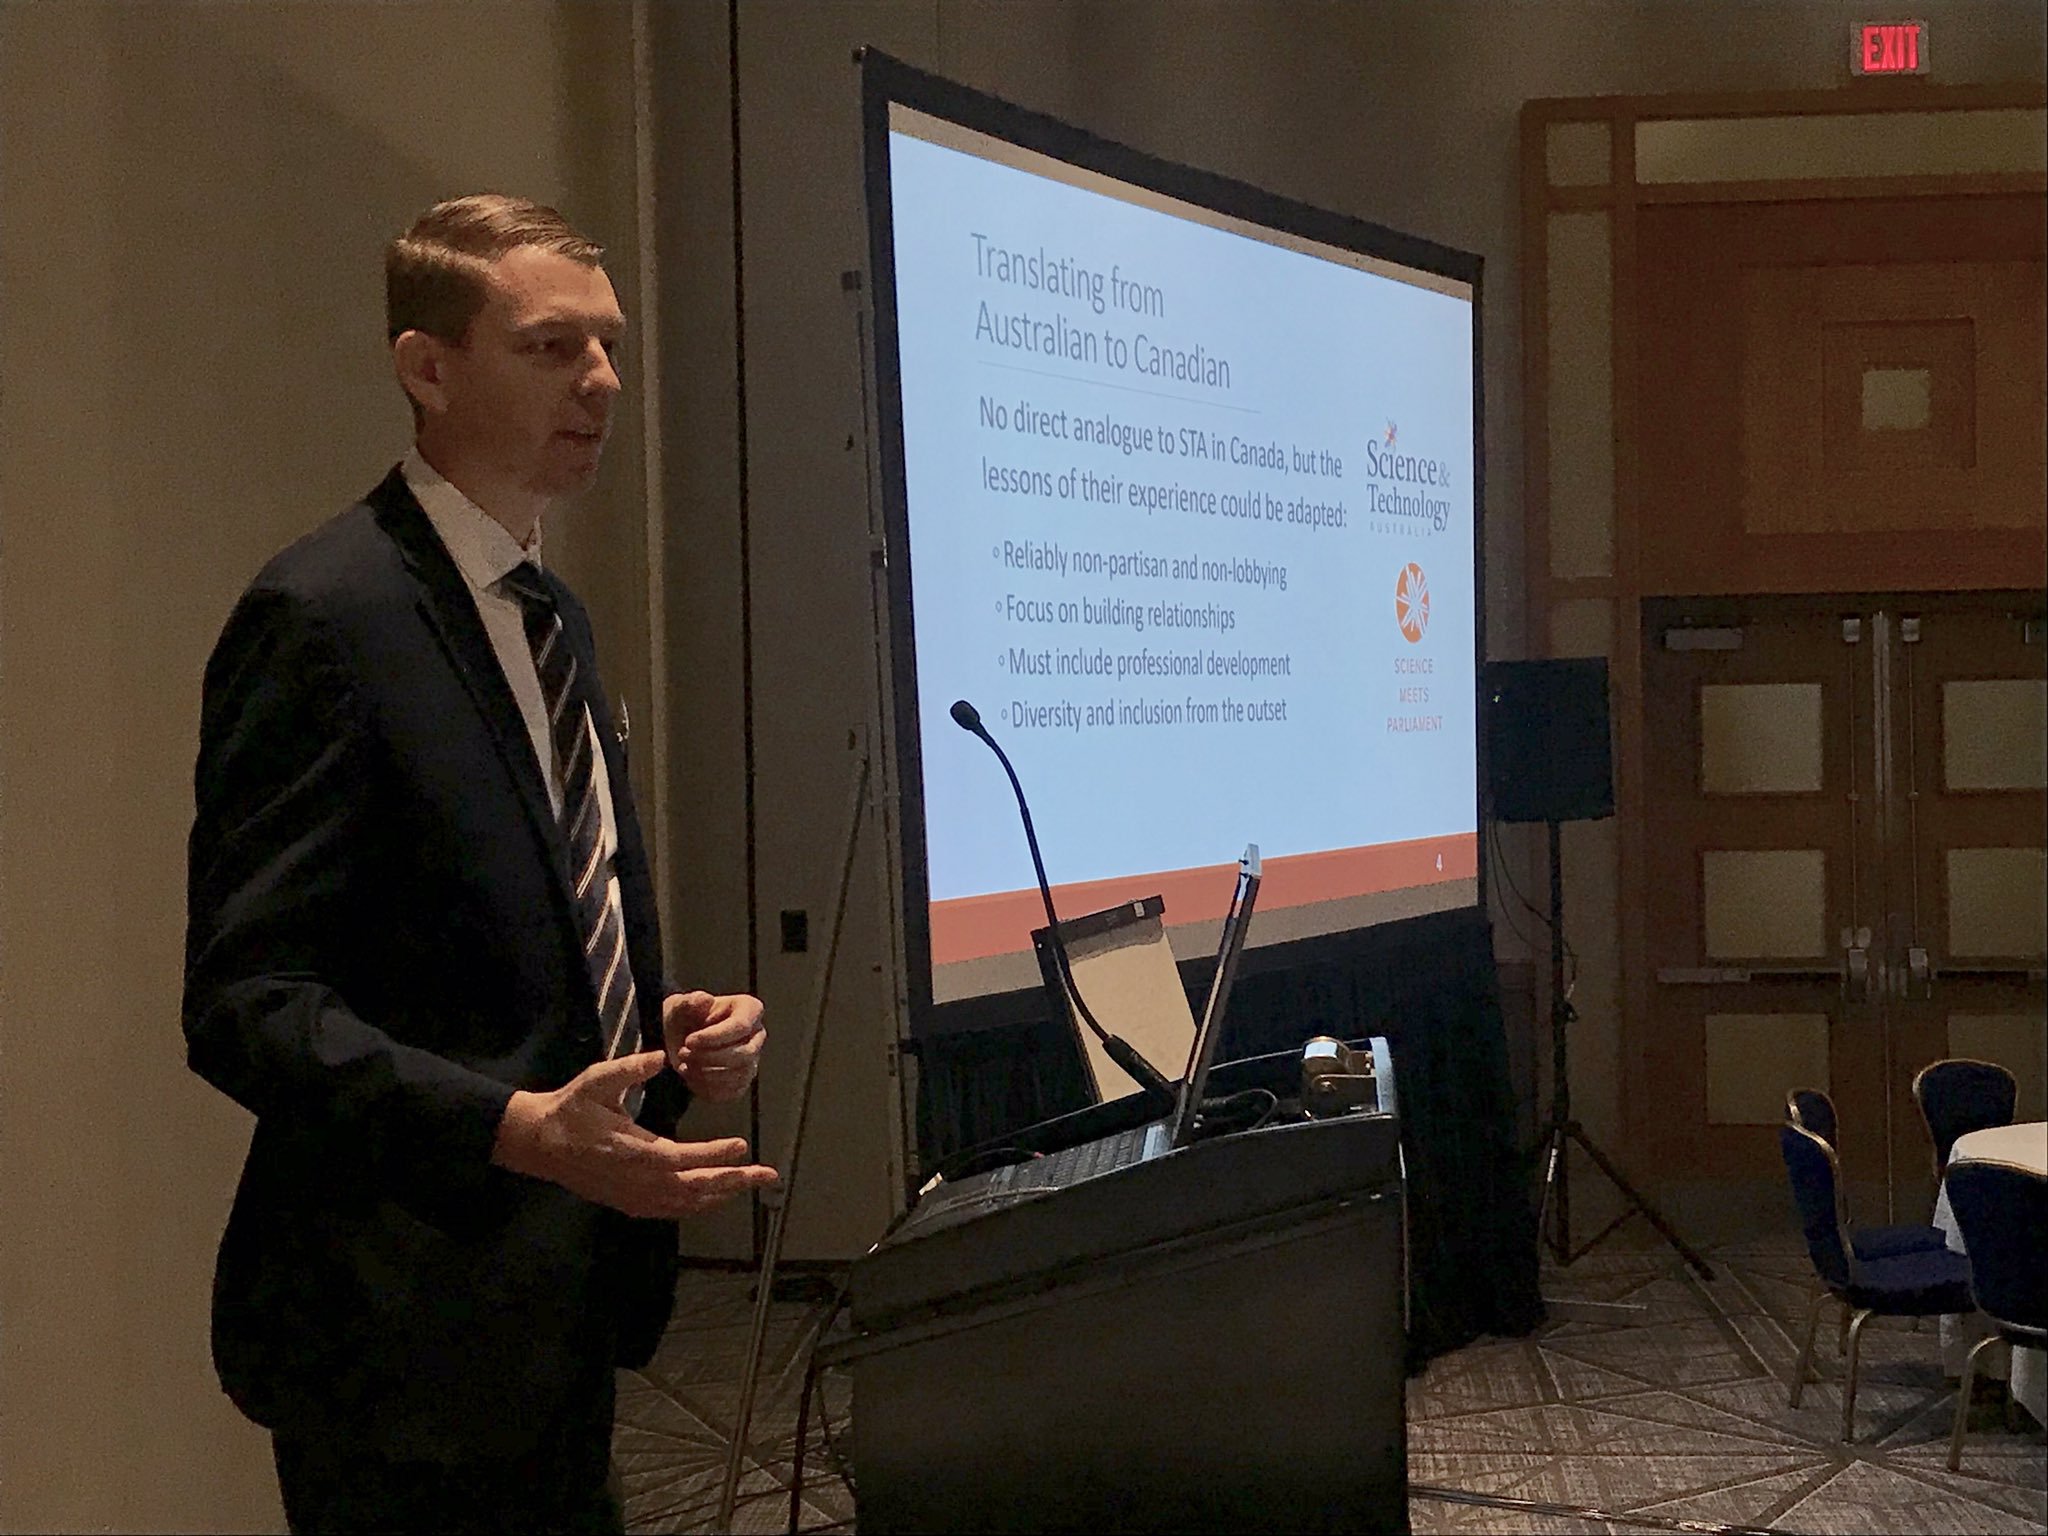 EXIT
Translating from
Australian to Canadian
No direct analogue to STA in Canada, but the
lessons of their experience could be adapted:
Reliably non-partisan and non-lobbying
Focus on building relationships
Must include professional development
Diversity and inclusion from the outset
Science &
Technology
AUSTRALIA
SCIENCE
MEETS
PARLIAMENT
4